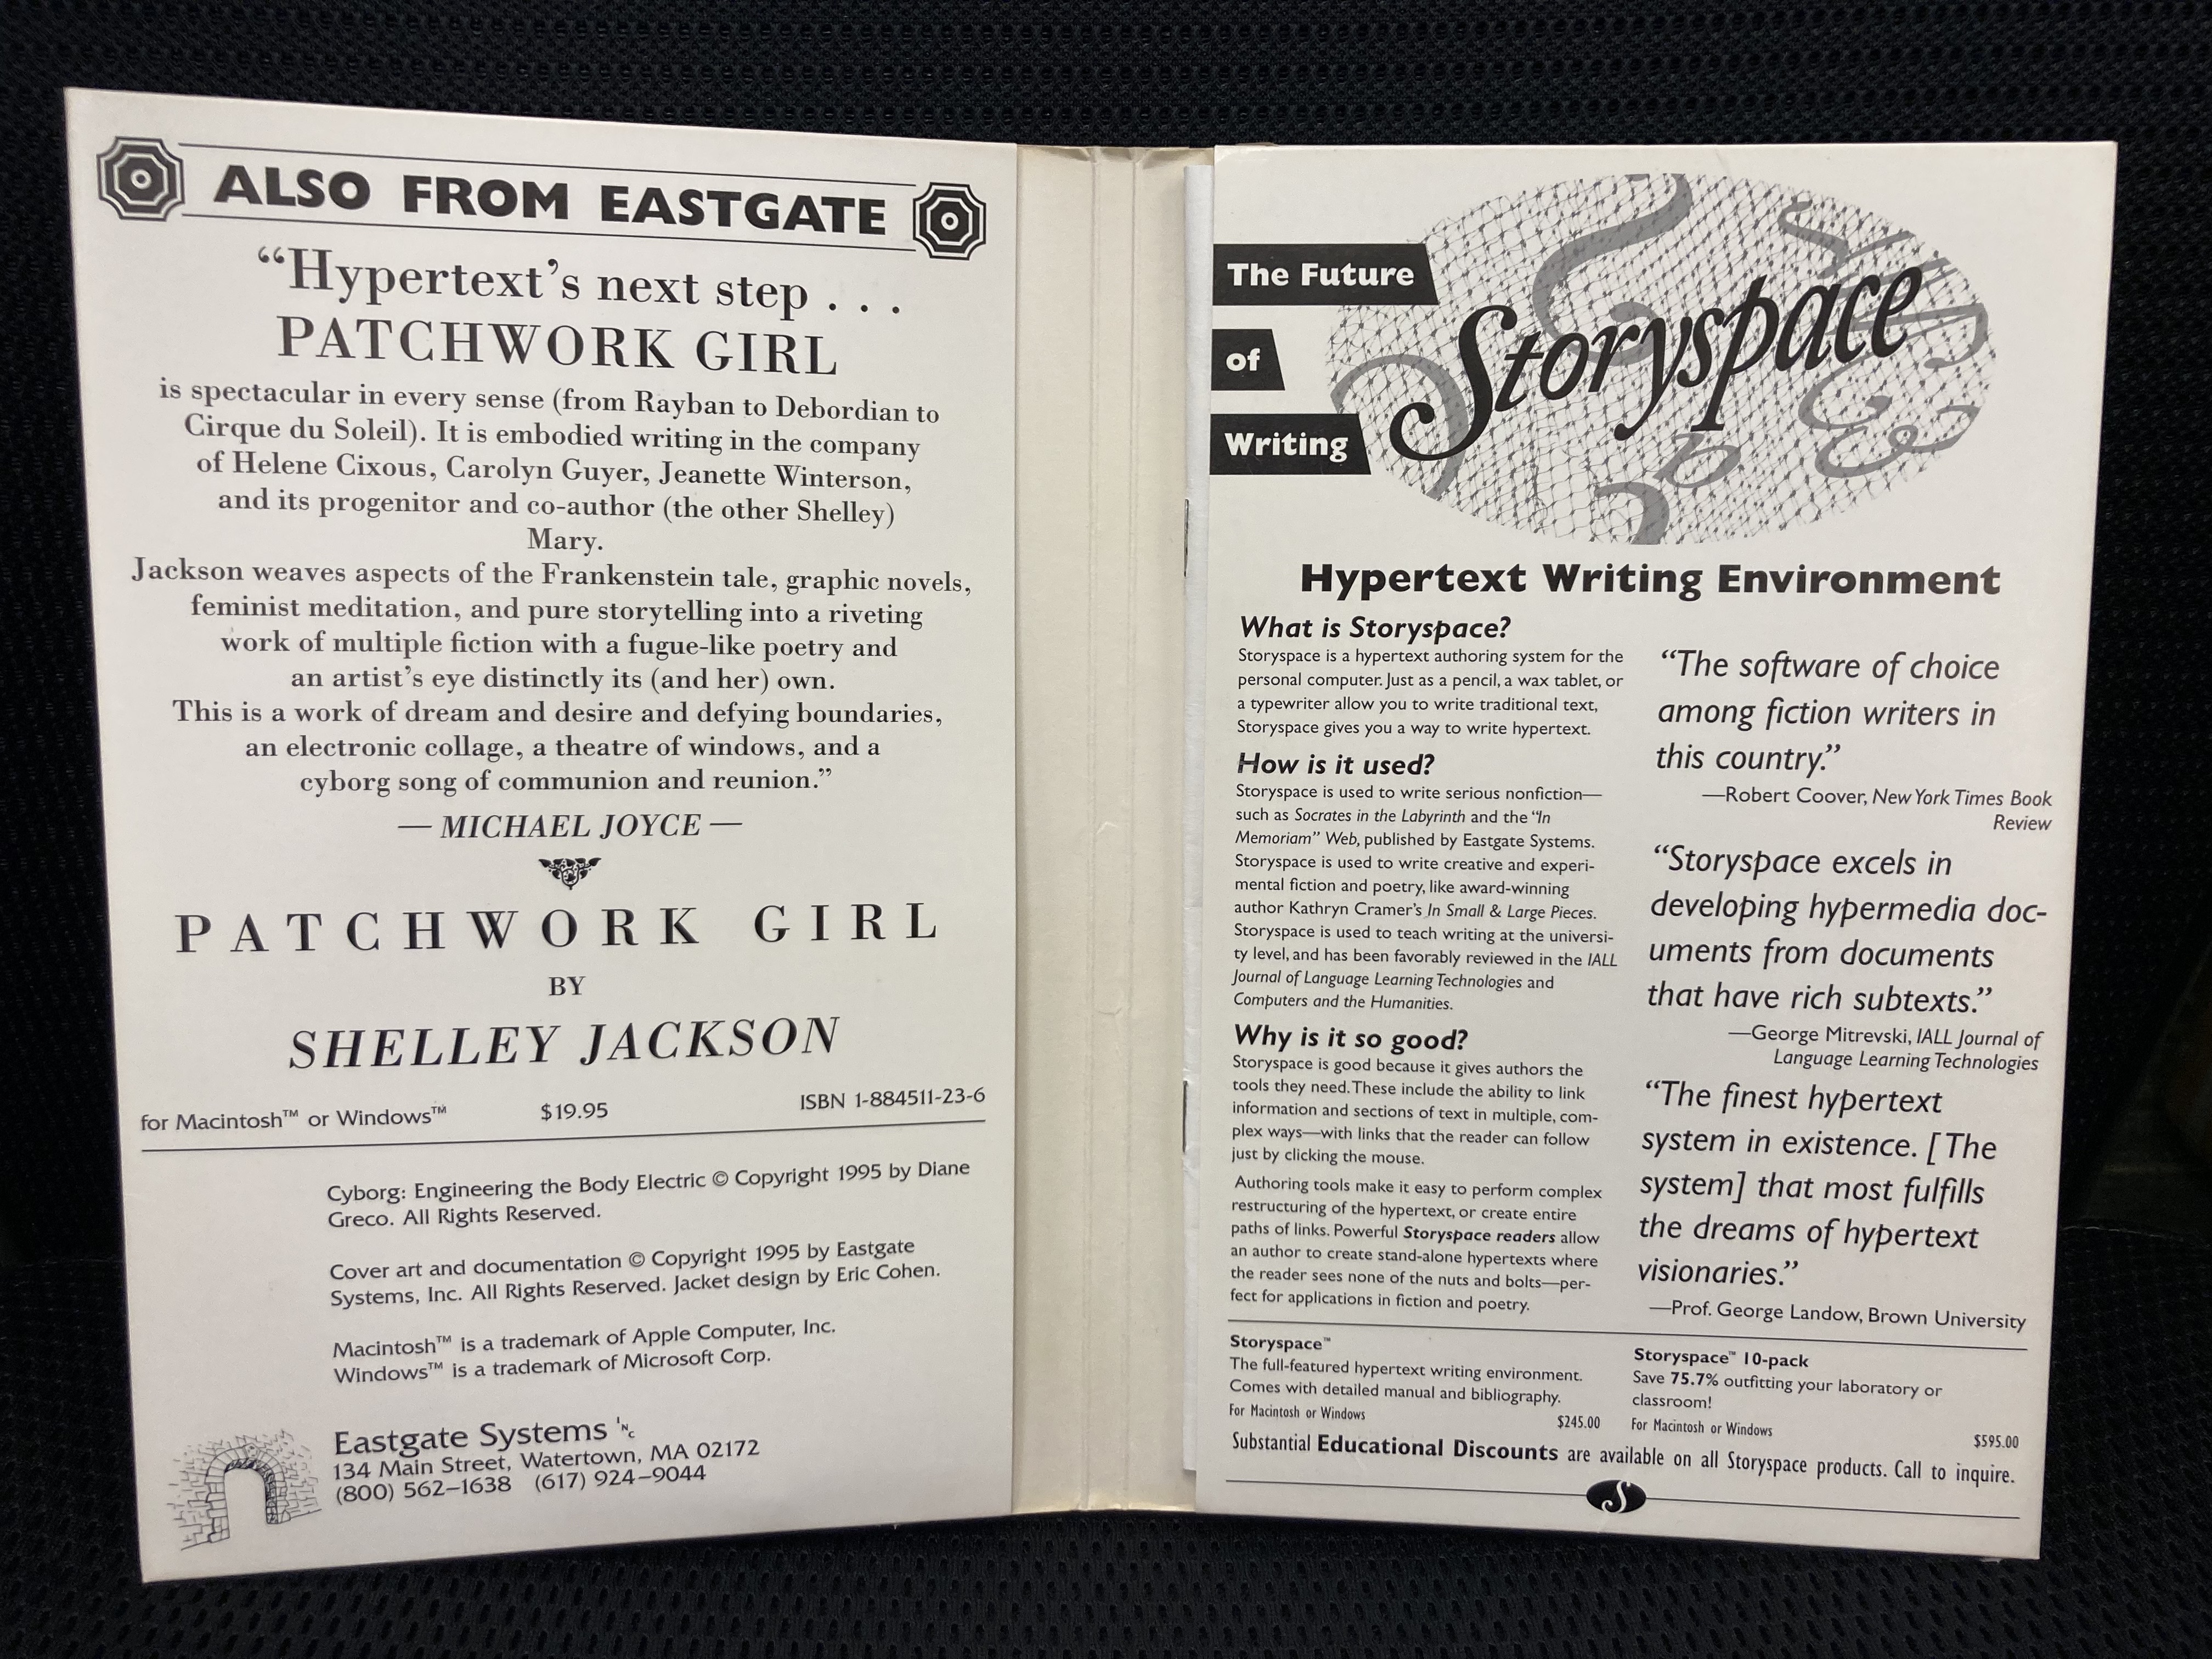 ALSO FROM EASTGATE
“Hypertext’s next step . . .
PATCHWORK GIRL
is spectacular in every sense (from Rayban to Debordian to
Cirque du Soleil). It is embodied writing in the company
of Helene Cixous, Carolyn Guyer, Jeanette Winterson,
and its progenitor and co-author (the other Shelley)
Mary.
Jackson weaves aspects of the Frankenstein tale, graphic novels,
feminist meditation, and pure storytelling into a riveting
work of multiple fiction with a fugue-like poetry and
an artist’s eye distinctly its (and her) own.
This is a work of dream and desire and defying boundaries,
an electronic collage, a theatre of windows, and a
cyborg song of communion and reunion.”
— MICHAEL JOYCE —
PATCHWORK GIRL
BY
SHELLEY JACKSON
for Macintosh™ or Windows™ $19.95 ISBN 1-884511-23-6
Cyborg: Engineering the Body Electric © Copyright 1995 by Diane
Greco. All Rights Reserved.
Cover art and documentation © Copyright 1995 by Eastgate
Systems, Inc. All Rights Reserved. Jacket design by Eric Cohen.
Macintosh™ is a trademark of Apple Computer, Inc.
Windows™ is a trademark of Microsoft Corp.
Eastgate Systems INC
134 Main Street, Watertown, MA 02172
(800) 562–1638 (617) 924–9044
The Future
of
Writing
Storyspace
Hypertext Writing Environment
What is Storyspace?
Storyspace is a hypertext authoring system for the
personal computer. Just as a pencil, a wax tablet, or
a typewriter allow you to write traditional text,
Storyspace gives you a way to write hypertext.
How is it used?
Storyspace is used to write serious nonfiction—
such as Socrates in the Labyrinth and the “In
Memoriam” Web, published by Eastgate Systems.
Storyspace is used to write creative and experi-
mental fiction and poetry, like award-winning
author Kathryn Cramer’s In Small & Large Pieces.
Storyspace is used to teach writing at the universi-
ty level, and has been favorably reviewed in the IALL
Journal of Language Learning Technologies and
Computers and the Humanities.
Why is it so good?
Storyspace is good because it gives authors the
tools they need. These include the ability to link
information and sections of text in multiple, com-
plex ways—with links that the reader can follow
just by clicking the mouse.
Authoring tools make it easy to perform complex
restructuring of the hypertext, or create entire
paths of links. Powerful Storyspace readers allow
an author to create stand-alone hypertexts where
the reader sees none of the nuts and bolts—per-
fect for applications in fiction and poetry.
“The software of choice
among fiction writers in
this country.”
—Robert Coover, New York Times Book
Review
“Storyspace excels in
developing hypermedia doc-
uments from documents
that have rich subtexts.”
—George Mitrevski, IALL Journal of
Language Learning Technologies
“The finest hypertext
system in existence. [The
system] that most fulfills
the dreams of hypertext
visionaries.”
—Prof. George Landow, Brown University
Storyspace™
The full-featured hypertext writing environment.
Comes with detailed manual and bibliography.
For Macintosh or Windows $245.00
Storyspace™ 10-pack
Save 75.7% outfitting your laboratory or
classroom!
For Macintosh or Windows $595.00
Substantial Educational Discounts are available on all Storyspace products. Call to inquire.
S